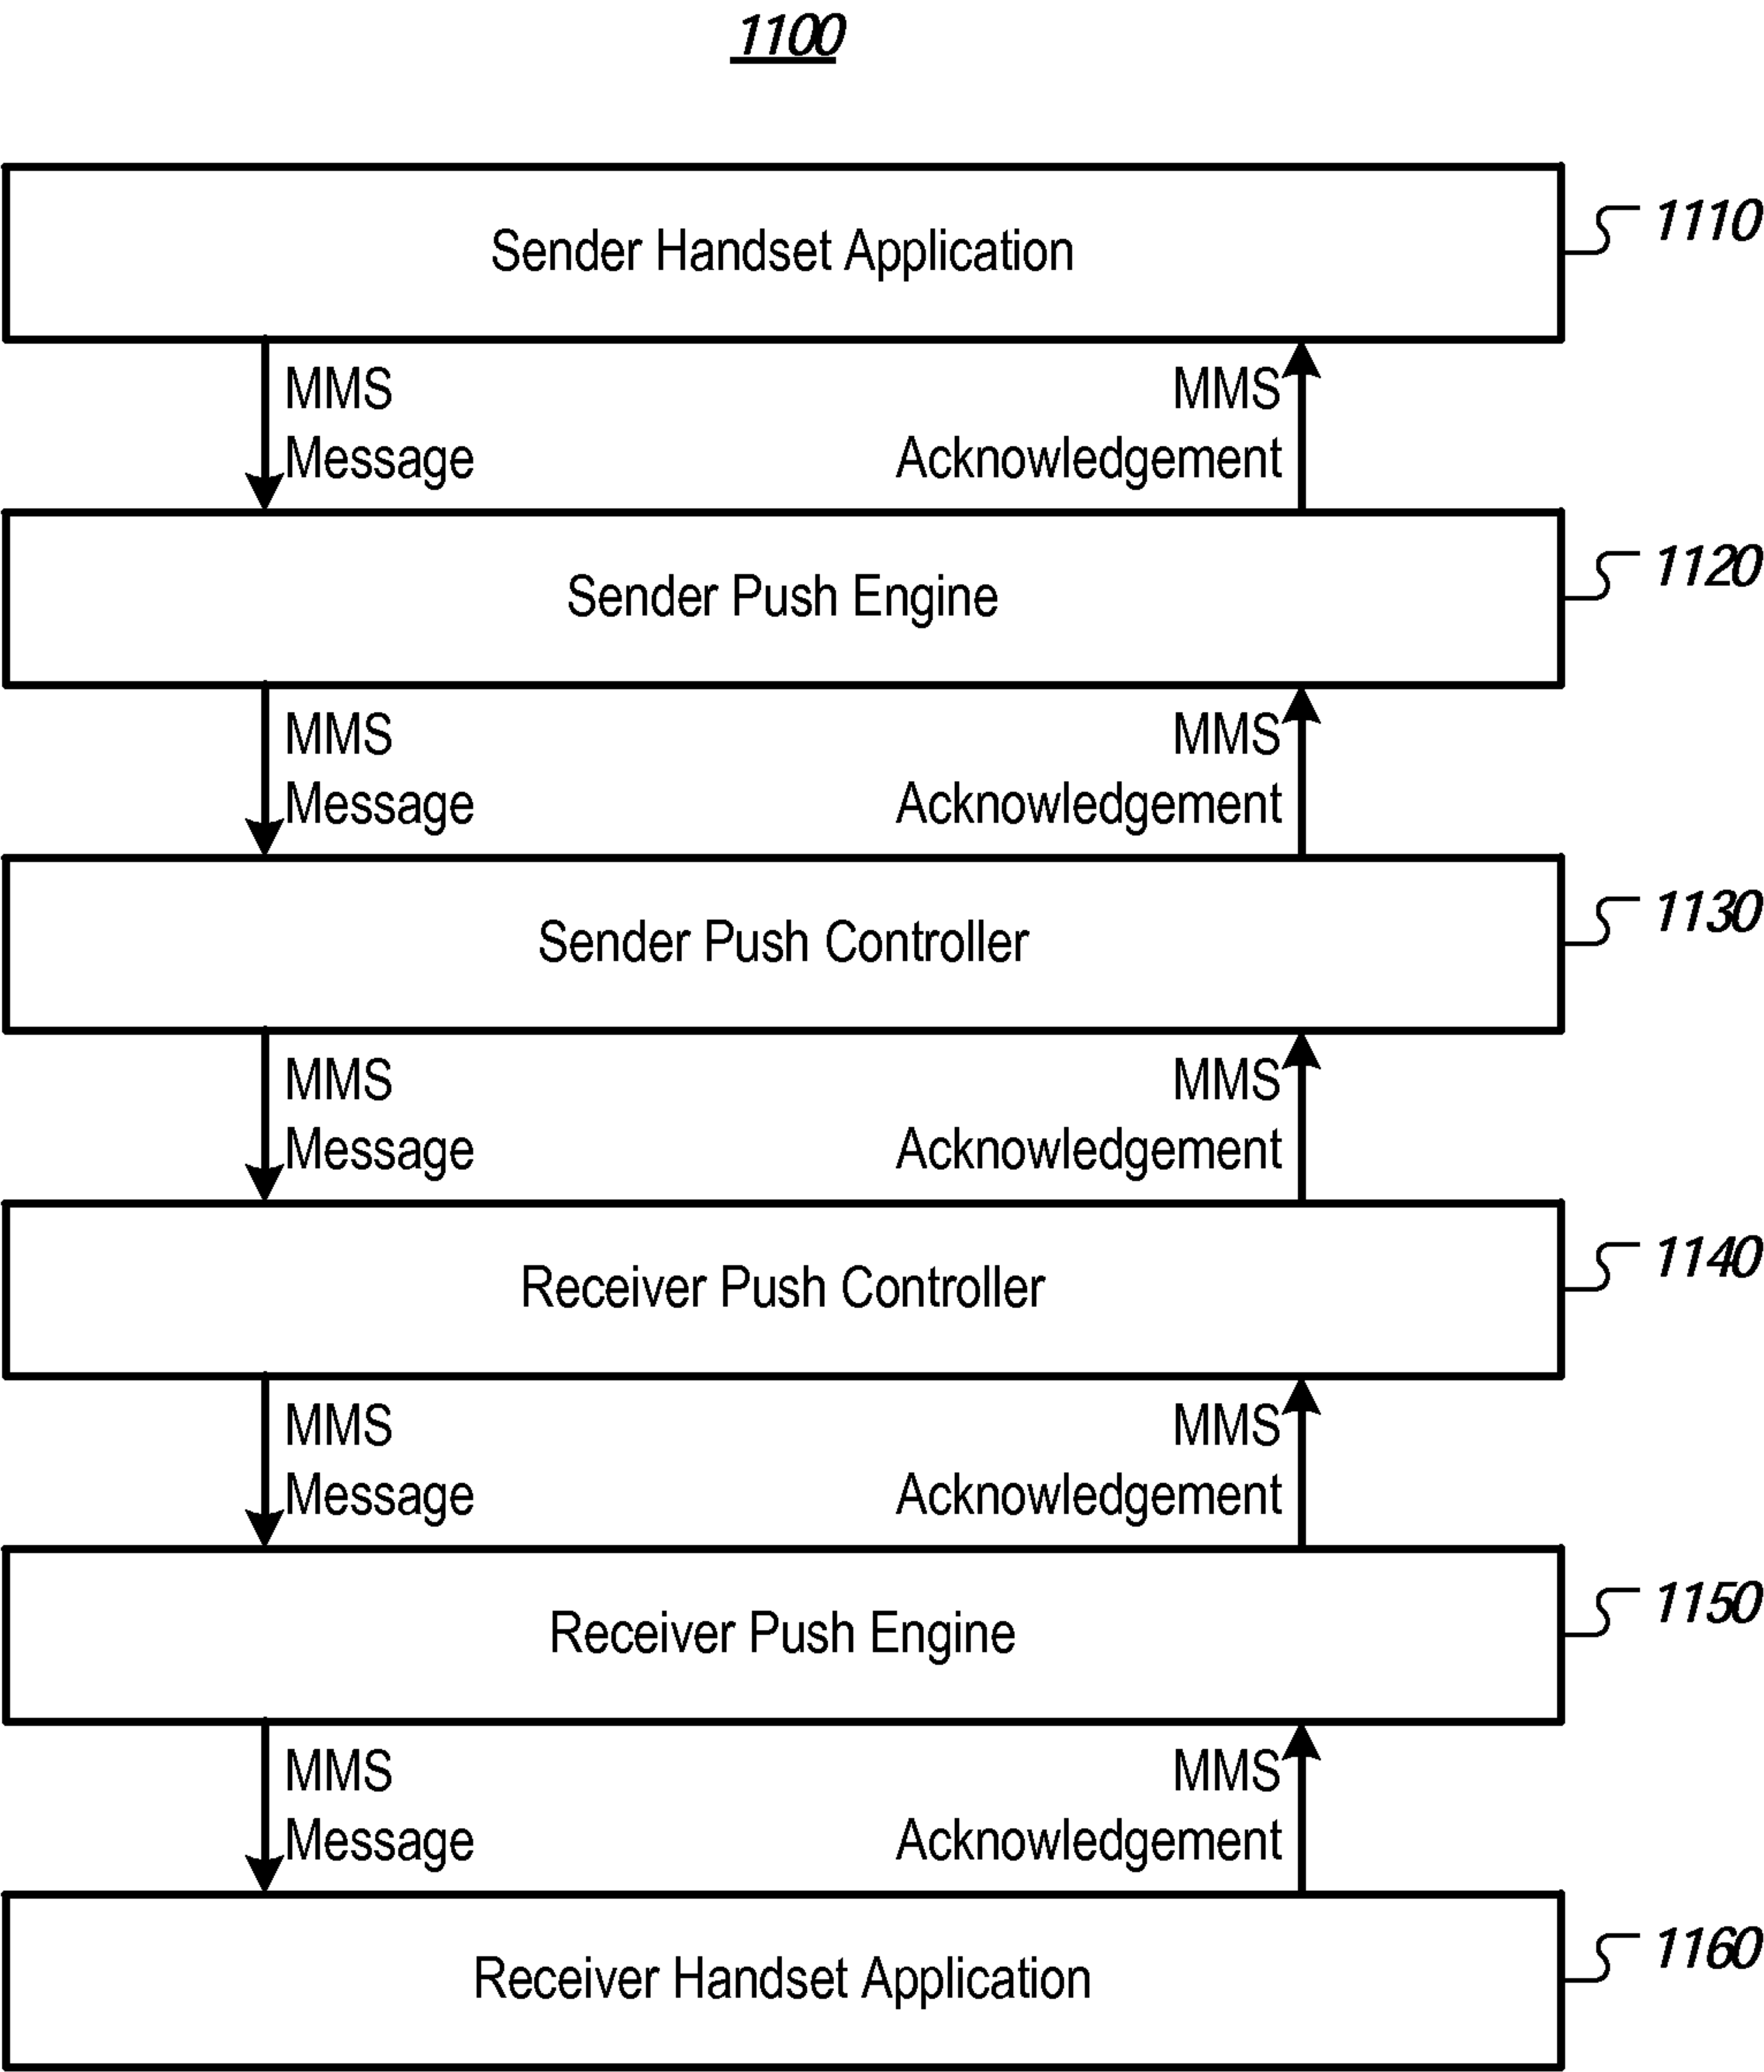 1100
Sender Handset Application
1110
MMS
Message
MMS
Acknowledgement
Sender Push Engine
1120
MMS
Message
MMS
Acknowledgement
Sender Push Controller
1130
MMS
Message
MMS
Acknowledgement
Receiver Push Controller
1140
MMS
Message
MMS
Acknowledgement
Receiver Push Engine
1150
MMS
Message
MMS
Acknowledgement
Receiver Handset Application
1160